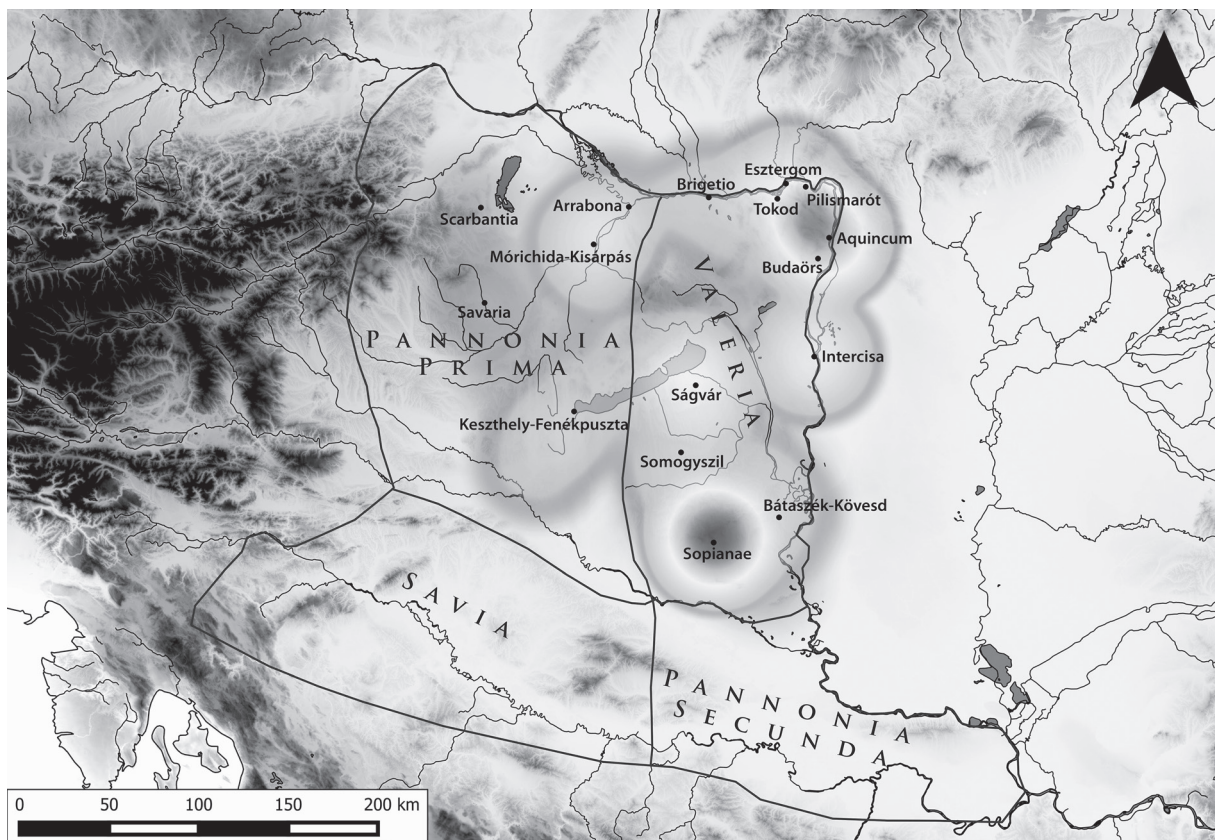 Esztergom
Brigetio
Pilismarót
Tokod
Arrabona
Scarbantia
Aquincum
Mórichida-Kisárpás
Budaörs
VALERIA
Savaria
PANNONIA
PRIMA
Intercisa
Ságvár
Keszthely-Fenékpuszta
Somogyszil
Bátaszék-Kövesd
Sopianae
SAVIA
PANNONIA
SECUNDA
0 50 100 150 200 km